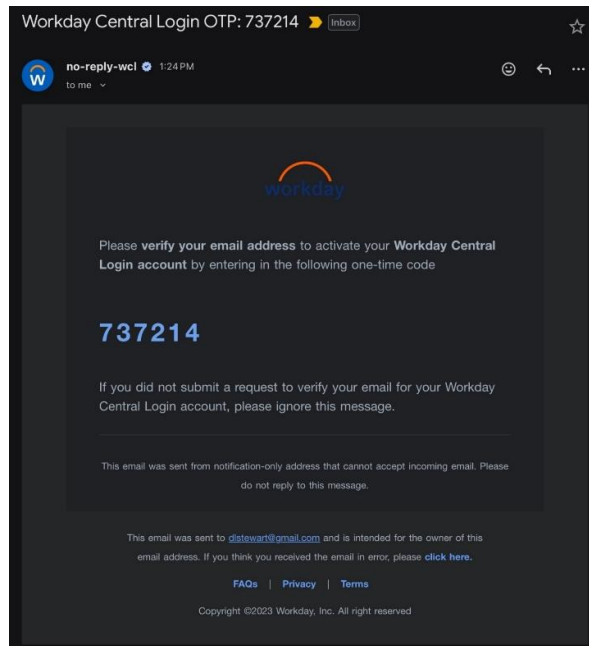 Workday Central Login OTP: 737214 Inbox
no-reply-wcl 1:24 PM
to me
workday
Please verify your email address to activate your Workday Central
Login account by entering in the following one-time code
737214
If you did not submit a request to verify your email for your Workday
Central Login account, please ignore this message.
This email was sent from notification-only address that cannot accept incoming email. Please
do not reply to this message.
This email was sent to distewart@gmail.com and is intended for the owner of this
email address. If you think you received the email in error, please click here.
FAQs | Privacy | Terms
Copyright ©2023 Workday, Inc. All right reserved